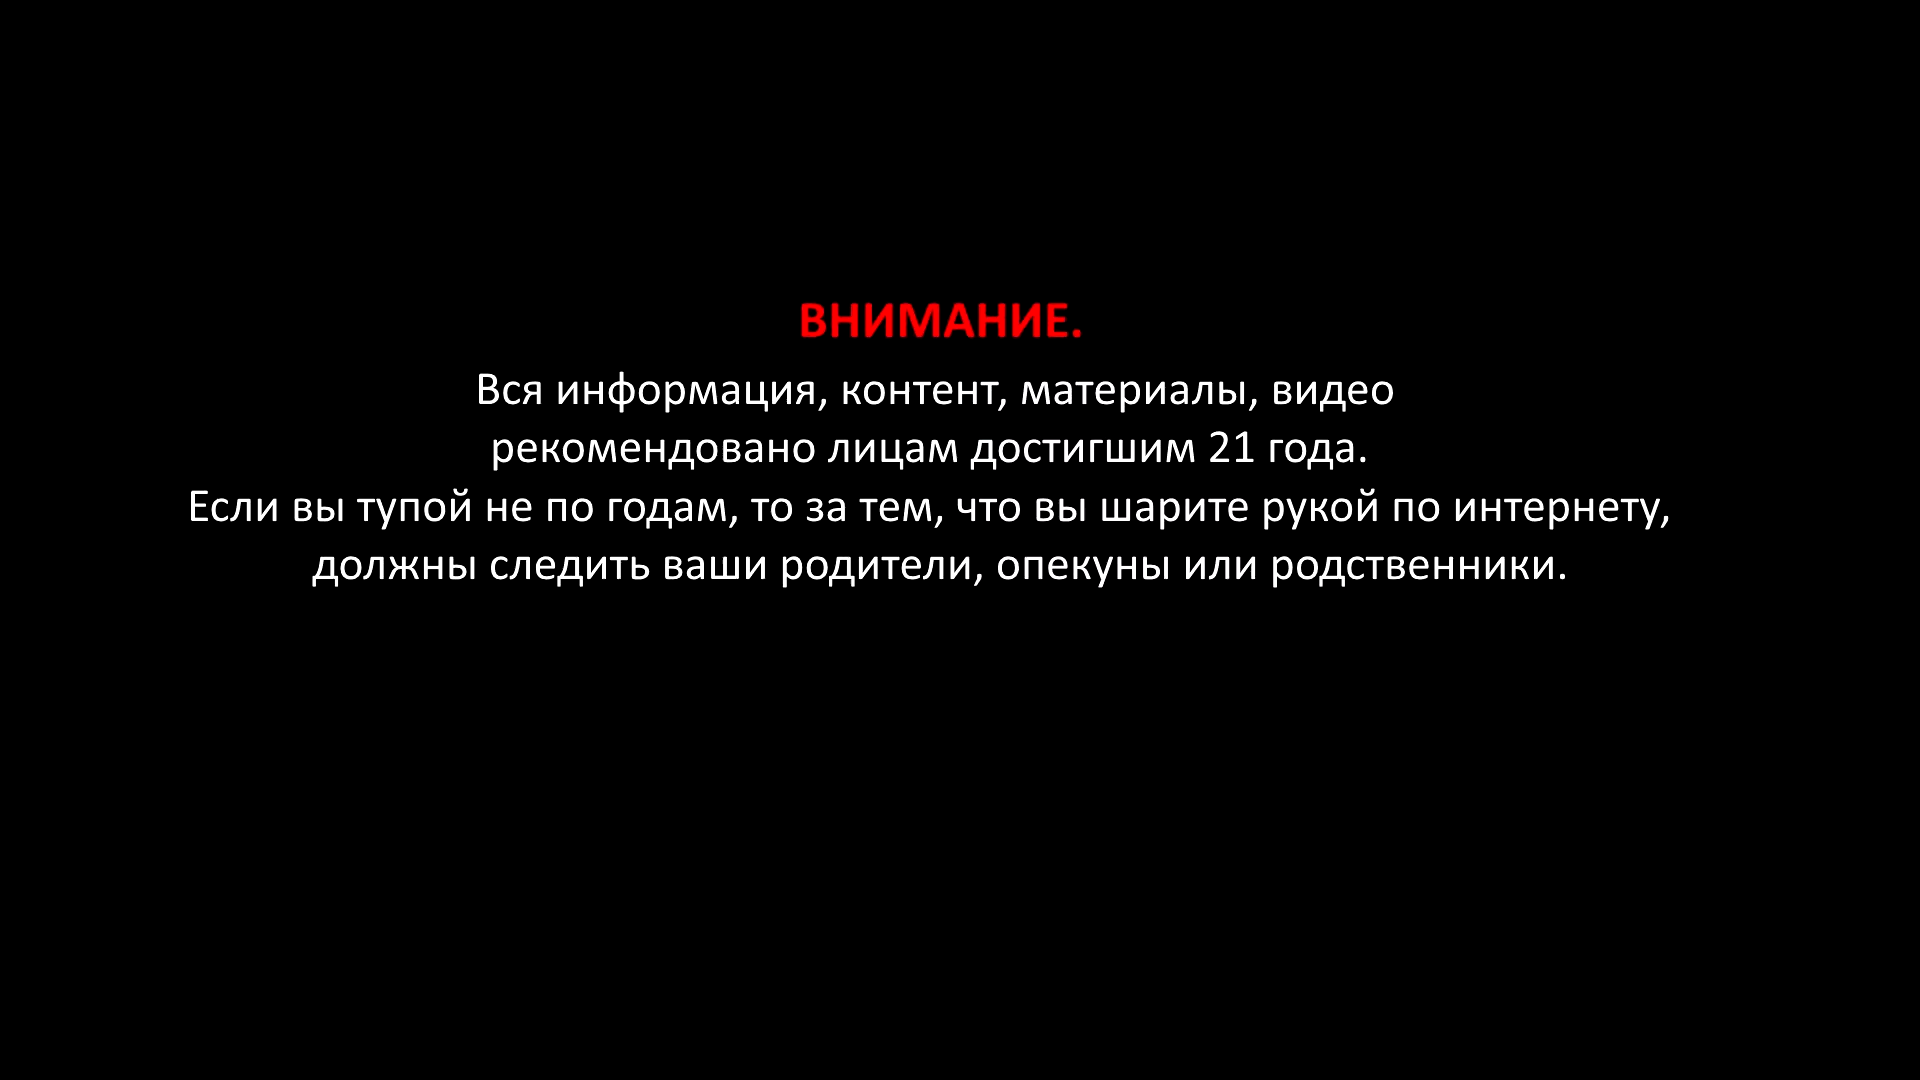 ВНИМАНИЕ.
Вся информация, контент, материалы, видео
рекомендовано лицам достигшим 21 года.
Если вы тупой не по годам, то за тем, что вы шарите рукой по интернету,
должны следить ваши родители, опекуны или родственники.